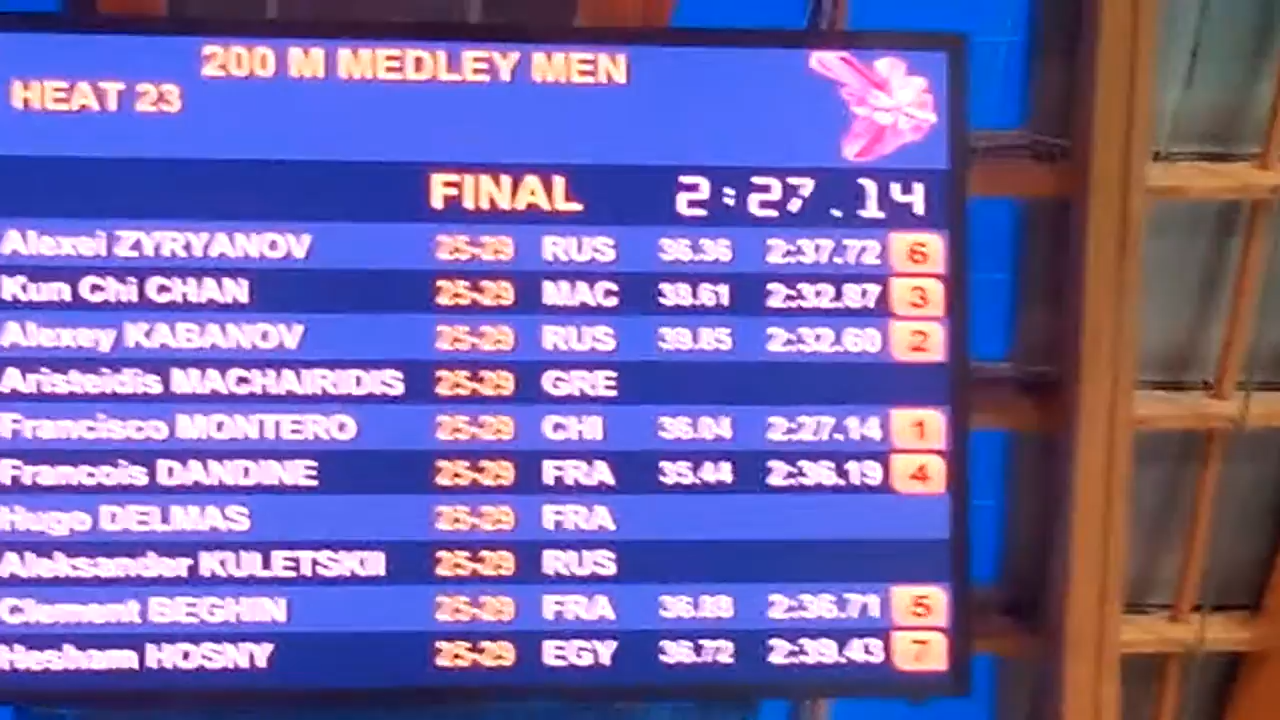 200 M MEDLEY MEN
HEAT 23
FINAL 2:27.14
Alexei ZYRYANOV 25-29 RUS 36.36 2:37.72 6
Kun Chi CHAN 25-29 MAC 2:32.87 3
Alexey KABANOV 25-29 RUS 39.85 2:32.60 2
Aristeidis MACHAIRIDIS 25-29 GRE
Francisco MONTERO 25-29 CHI 36.04 2:27.14 1
Francois DANDINE 25-29 FRA 35.44 2:36.19 4
Hugo DELMAS 25-29 FRA
Aleksander KULETSKII 25-29 RUS
Clement BEGHIN 25-29 FRA 2:36.71 5
Hesham HOSNY 25-29 EGY 36.72 2:39.43 7